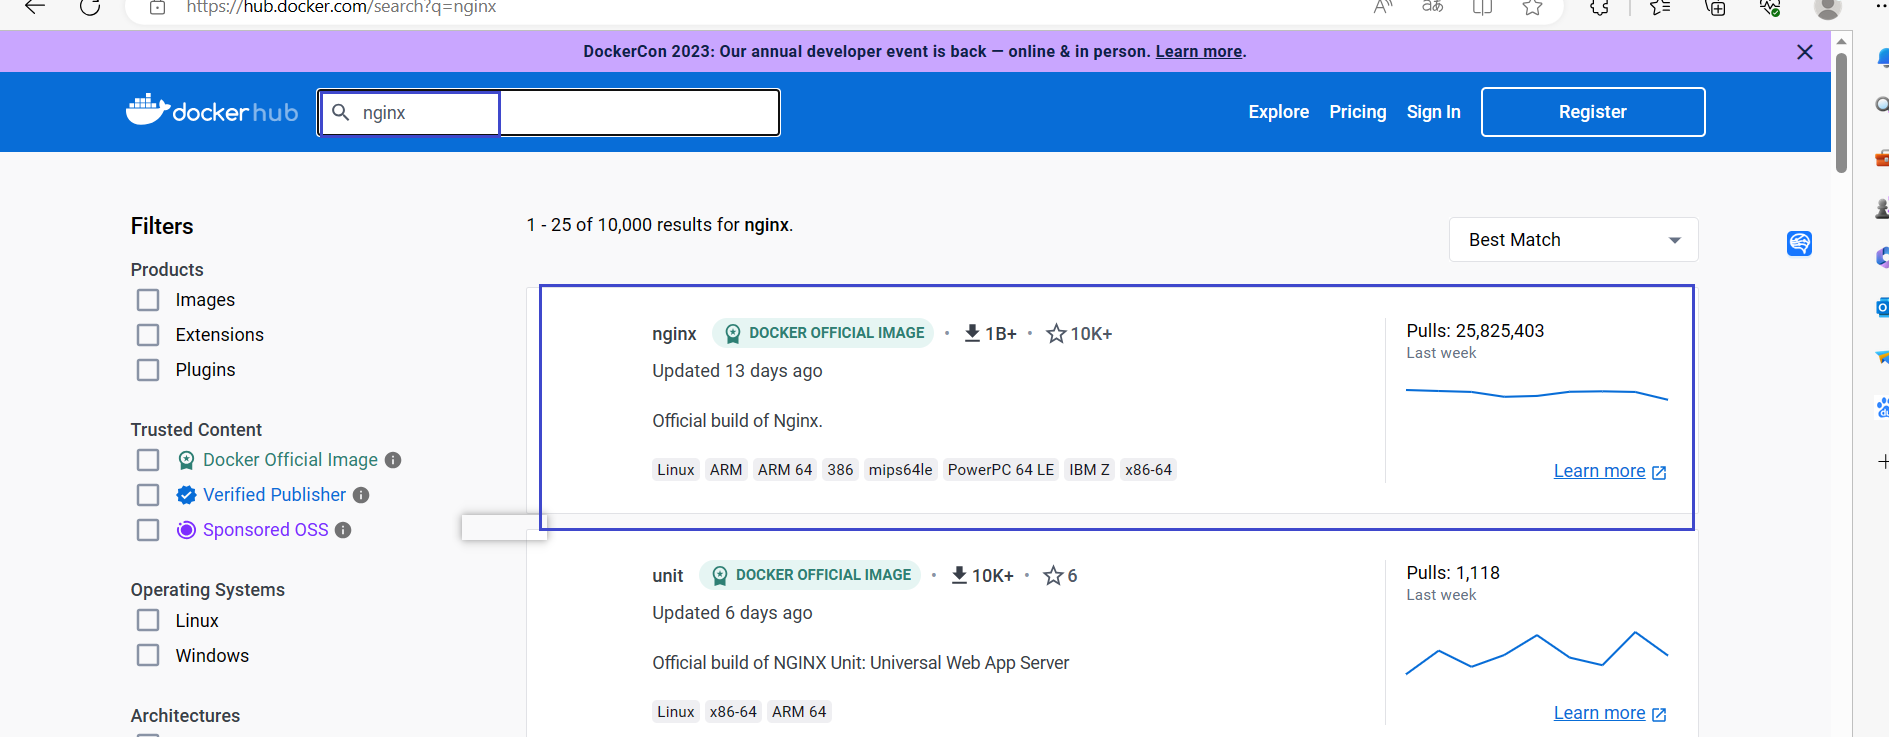 https://hub.docker.com/search?q=nginx
DockerCon 2023: Our annual developer event is back — online & in person. Learn more.
docker hub
nginx
Explore Pricing Sign In Register
Filters
1 - 25 of 10,000 results for nginx.
Best Match
Products
Images
Extensions
Plugins
Trusted Content
Docker Official Image
Verified Publisher
Sponsored OSS
Operating Systems
Linux
Windows
Architectures
nginx DOCKER OFFICIAL IMAGE • 1B+ • 10K+
Updated 13 days ago
Official build of Nginx.
Linux ARM ARM 64 386 mips64le PowerPC 64 LE IBM Z x86-64
Pulls: 25,825,403
Last week
Learn more
unit DOCKER OFFICIAL IMAGE • 10K+ • 6
Updated 6 days ago
Official build of NGINX Unit: Universal Web App Server
Linux x86-64 ARM 64
Pulls: 1,118
Last week
Learn more